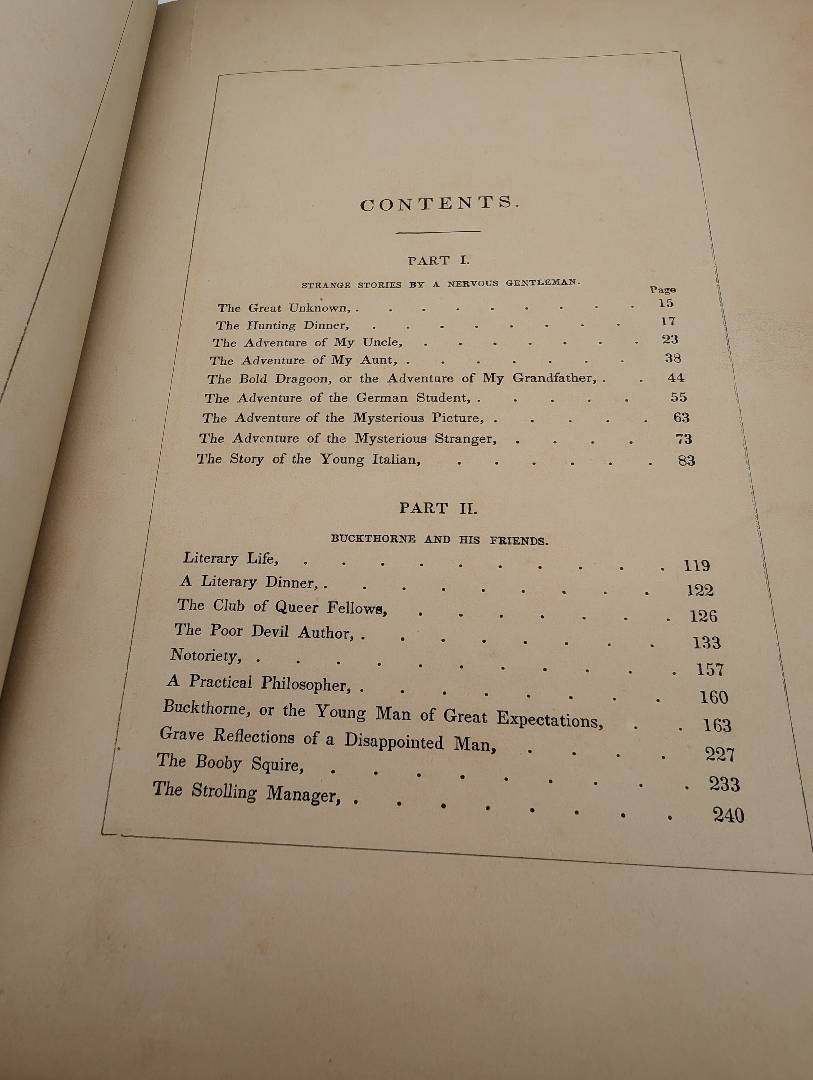 CONTENTS.
PART I.
STRANGE STORIES BY A NERVOUS GENTLEMAN.
Page
The Great Unknown, . . . . . . . . . 15
The Hunting Dinner, . . . . . . . . 17
The Adventure of My Uncle, . . . . . . . 23
The Adventure of My Aunt, . . . . . . . 38
The Bold Dragoon, or the Adventure of My Grandfather, . . 44
The Adventure of the German Student, . . . . . 55
The Adventure of the Mysterious Picture, . . . . . 63
The Adventure of the Mysterious Stranger, . . . . 73
The Story of the Young Italian, . . . . . . 83
PART II.
BUCKTHORNE AND HIS FRIENDS.
Literary Life, . . . . . . . . . . 119
A Literary Dinner, . . . . . . . . . 122
The Club of Queer Fellows, . . . . . . . 126
The Poor Devil Author, . . . . . . . . 133
Notoriety, . . . . . . . . . . . 157
A Practical Philosopher, . . . . . . . . 160
Buckthorne, or the Young Man of Great Expectations, . . 163
Grave Reflections of a Disappointed Man, . . . . 227
The Booby Squire, . . . . . . . . . 233
The Strolling Manager, . . . . . . . . 240